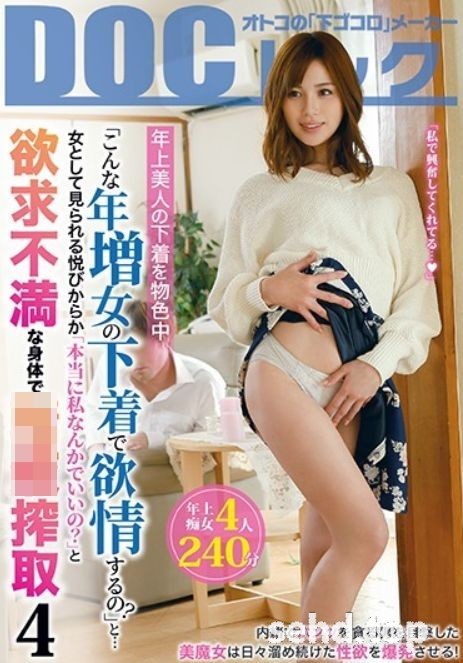 オトコの「下ゴコロ」メーカー
DOC
ドック
「私で興奮してくれてる…♥」
年上美人の下着を物色中
「こんな年増女の下着で欲情するの?」と…
女として見られる悦びからか「本当に私なんかでいいの?」と
欲求不満な身体で
搾取
4
年上
痴女
4人
240分
美魔女は日々溜め続けた性欲を爆発させる!